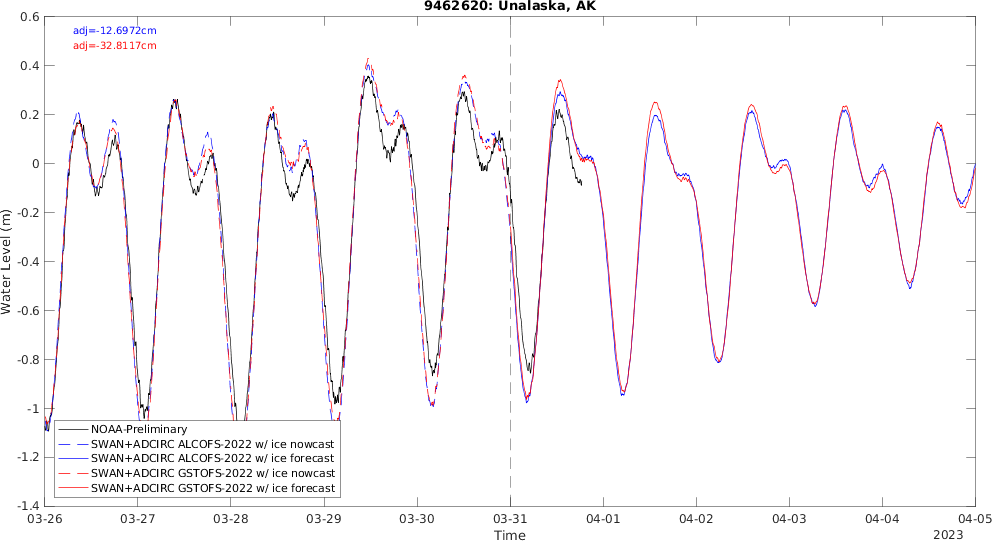 9462620: Unalaska, AK
adj=-12.6972cm
adj=-32.8117cm
Water Level (m)
0.6
0.4
0.2
0
-0.2
-0.4
-0.6
-0.8
-1
-1.2
-1.4
NOAA-Preliminary
SWAN+ADCIRC ALCOFS-2022 w/ ice nowcast
SWAN+ADCIRC ALCOFS-2022 w/ ice forecast
SWAN+ADCIRC GSTOFS-2022 w/ ice nowcast
SWAN+ADCIRC GSTOFS-2022 w/ ice forecast
03-26 03-27 03-28 03-29 03-30 03-31 04-01 04-02 04-03 04-04 04-05
Time
2023